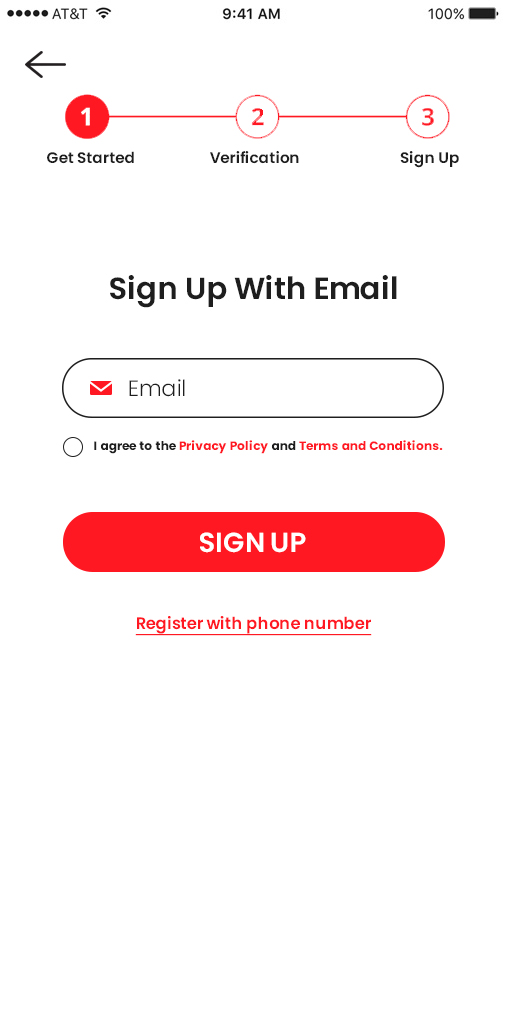 AT&T 9:41 AM 100%
1 2 3
Get Started Verification Sign Up
Sign Up With Email
Email
I agree to the Privacy Policy and Terms and Conditions.
SIGN UP
Register with phone number